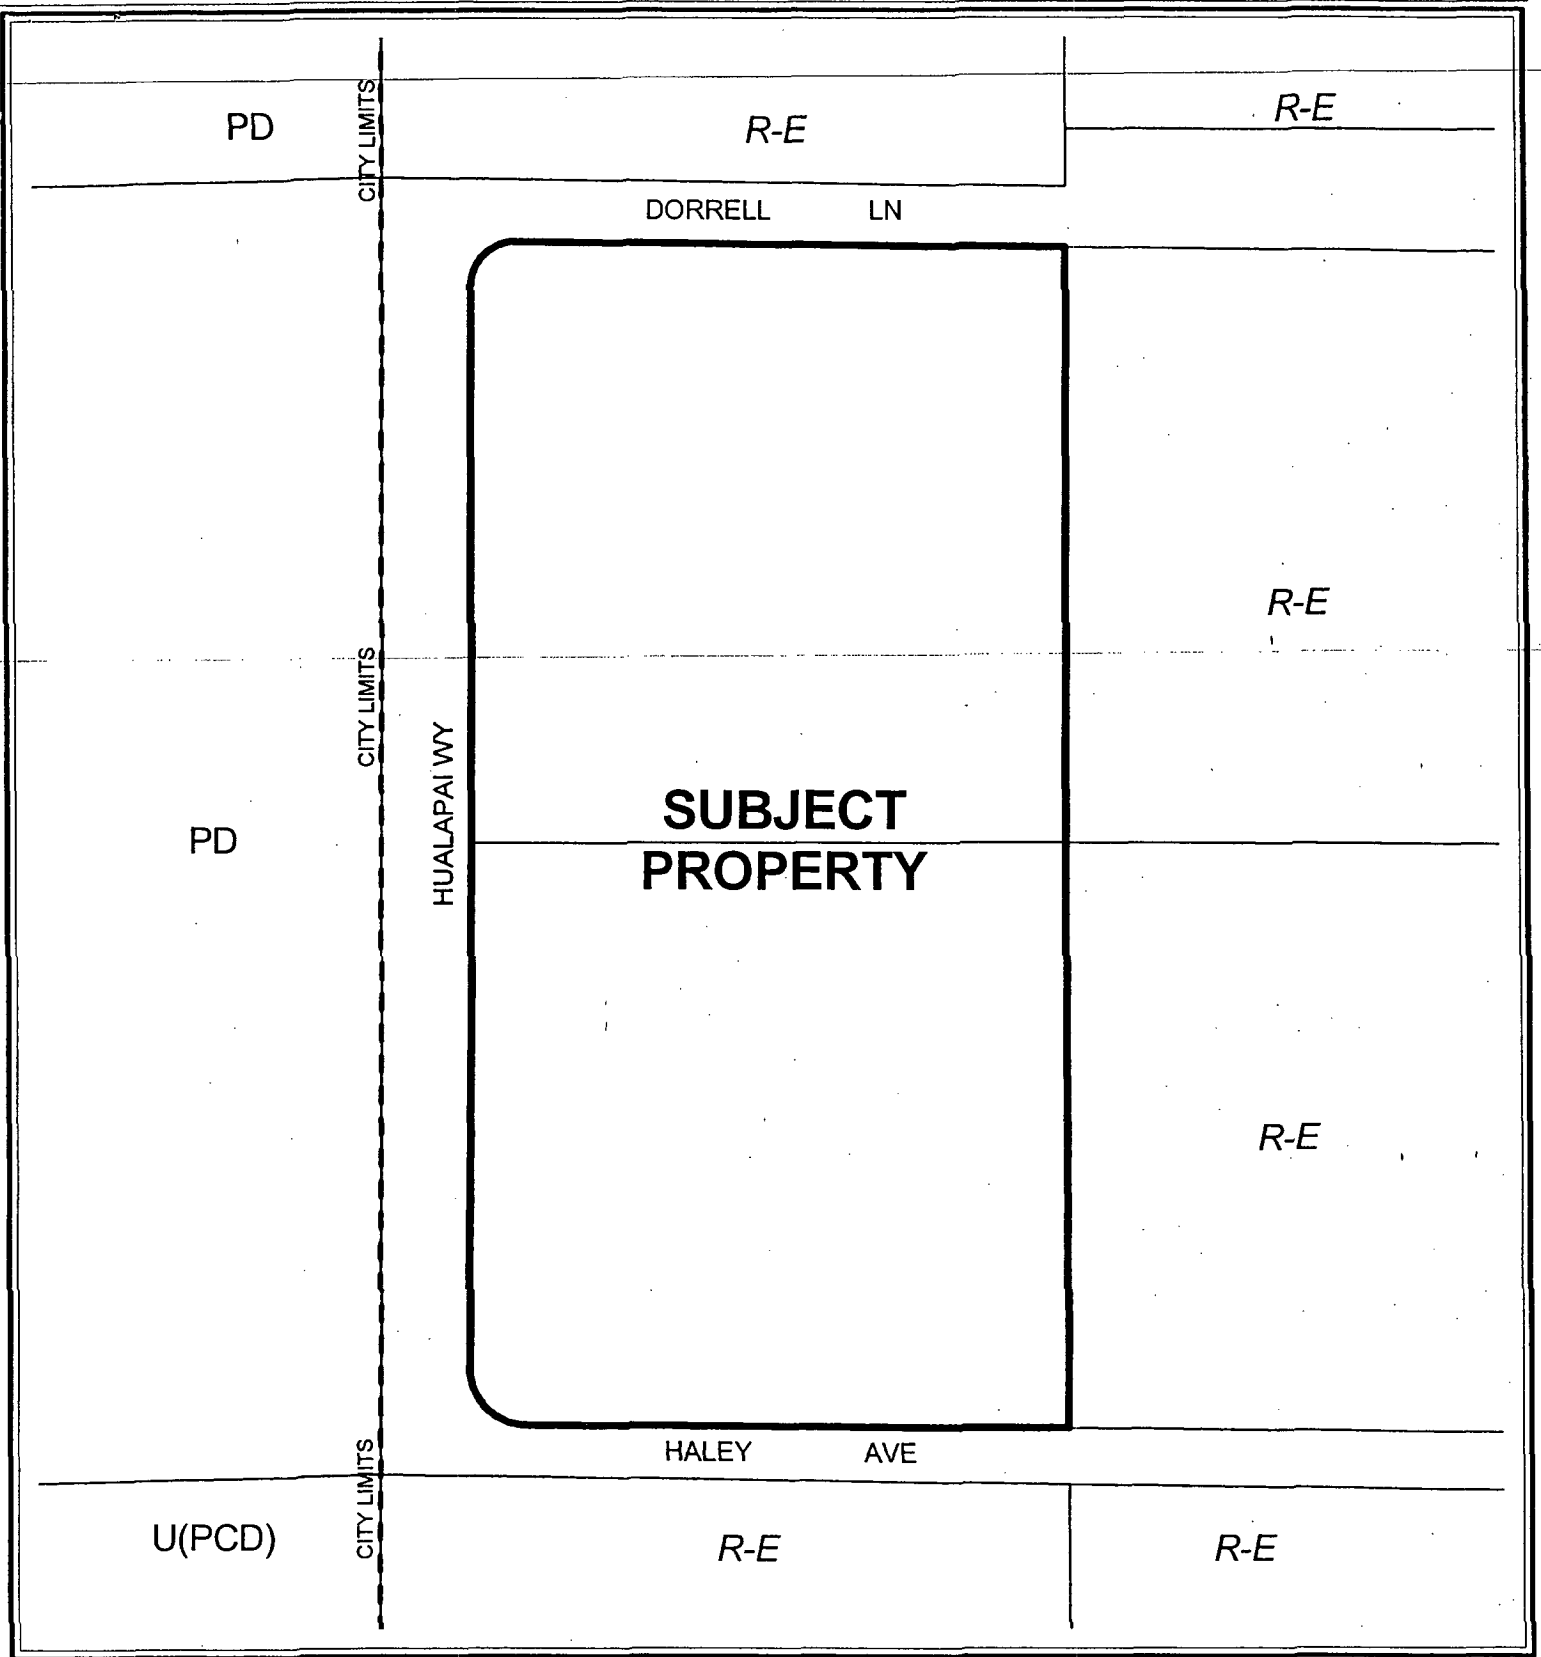 PD
CITY LIMITS
R-E
R-E
DORRELL LN
R-E
CITY LIMITS
HUALAPAI WY
PD
SUBJECT
PROPERTY
R-E
HALEY AVE
CITY LIMITS
U(PCD)
R-E
R-E